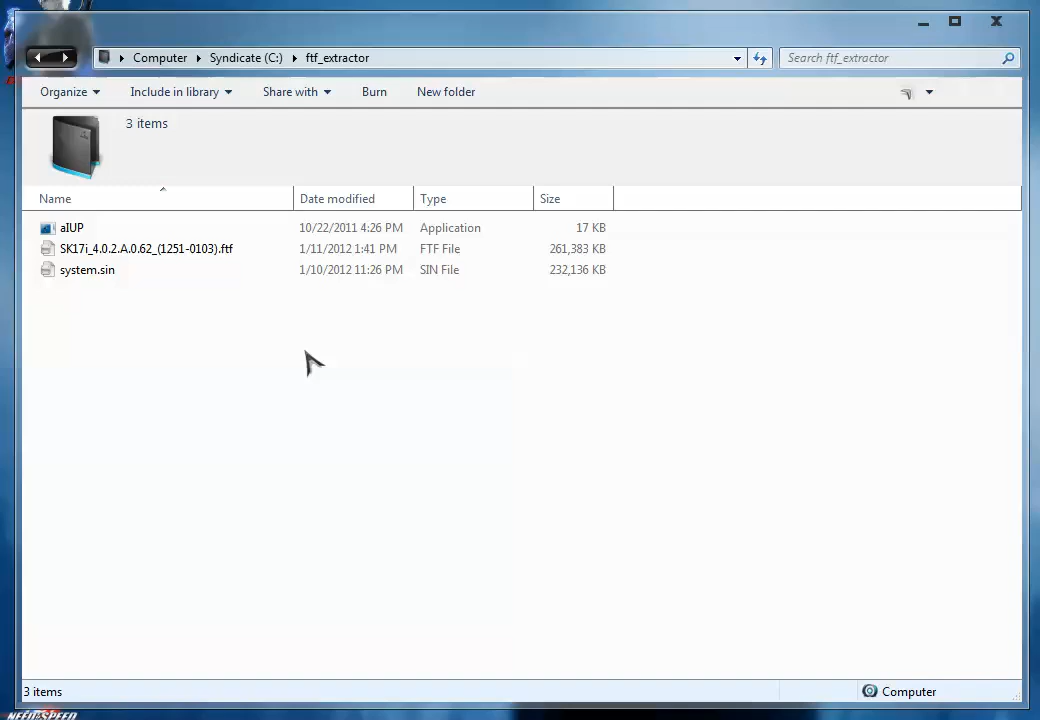 Computer Syndicate (C:) ftf_extractor Search ftf_extractor
Organize Include in library Share with Burn New folder
3 items
Name Date modified Type Size
aIUP 10/22/2011 4:26 PM Application 17 KB
SK17i_4.0.2.A.0.62_(1251-0103).ftf 1/11/2012 1:41 PM FTF File 261,383 KB
system.sin 1/10/2012 11:26 PM SIN File 232,136 KB
3 items Computer
NEED FOR SPEED